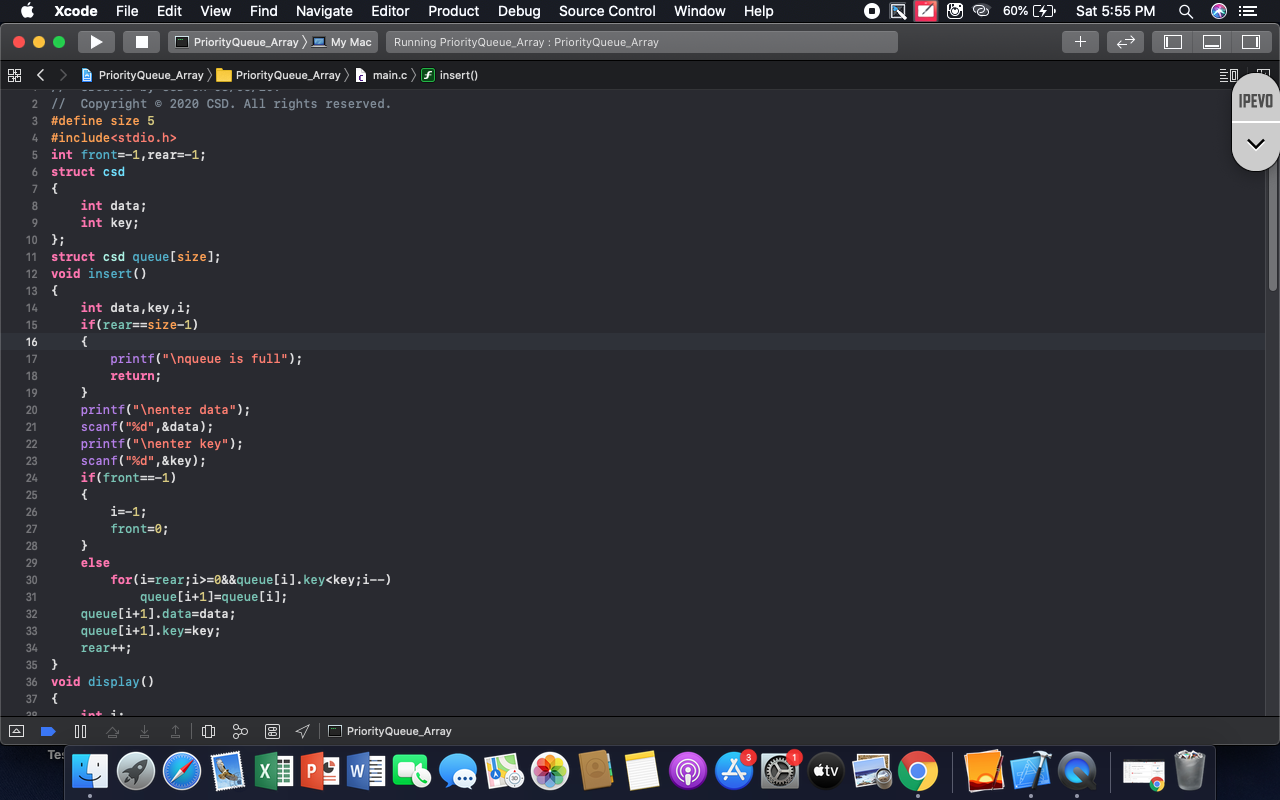 Xcode File Edit View Find Navigate Editor Product Debug Source Control Window Help 60% Sat 5:55 PM
PriorityQueue_Array My Mac Running PriorityQueue_Array : PriorityQueue_Array
PriorityQueue_Array PriorityQueue_Array main.c insert()
IPEVO
2 // Copyright © 2020 CSD. All rights reserved.
3 #define size 5
4 #include<stdio.h>
5 int front=-1,rear=-1;
6 struct csd
7 {
8 int data;
9 int key;
10 };
11 struct csd queue[size];
12 void insert()
13 {
14 int data,key,i;
15 if(rear==size-1)
16 {
17 printf("\nqueue is full");
18 return;
19 }
20 printf("\nenter data");
21 scanf("%d",&data);
22 printf("\nenter key");
23 scanf("%d",&key);
24 if(front==-1)
25 {
26 i=-1;
27 front=0;
28 }
29 else
30 for(i=rear;i>=0&&queue[i].key<key;i--)
31 queue[i+1]=queue[i];
32 queue[i+1].data=data;
33 queue[i+1].key=key;
34 rear++;
35 }
36 void display()
37 {
38 int i;
PriorityQueue_Array
3 1
tv